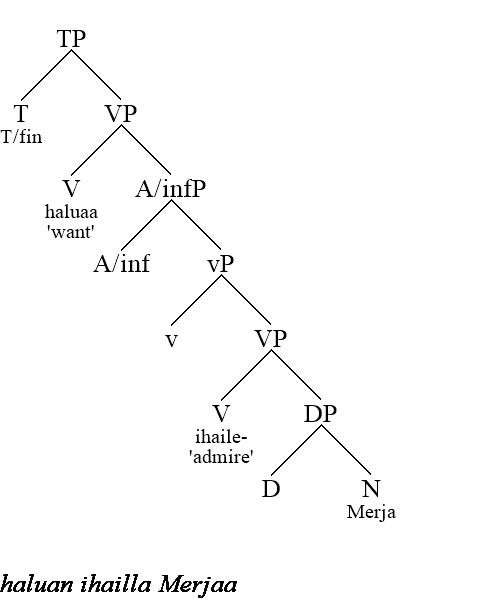 TP
T VP
T/fin
V A/infP
haluaa
'want'
A/inf vP
v VP
V DP
ihaile-
'admire'
D N
Merja
haluan ihailla Merjaa